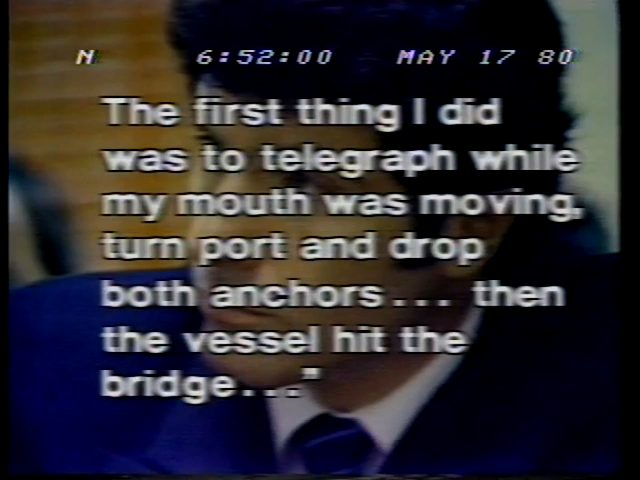 N 6:52:00 MAY 17 80
The first thing I did
was to telegraph while
my mouth was moving,
turn port and drop
both anchors... then
the vessel hit the
bridge..."